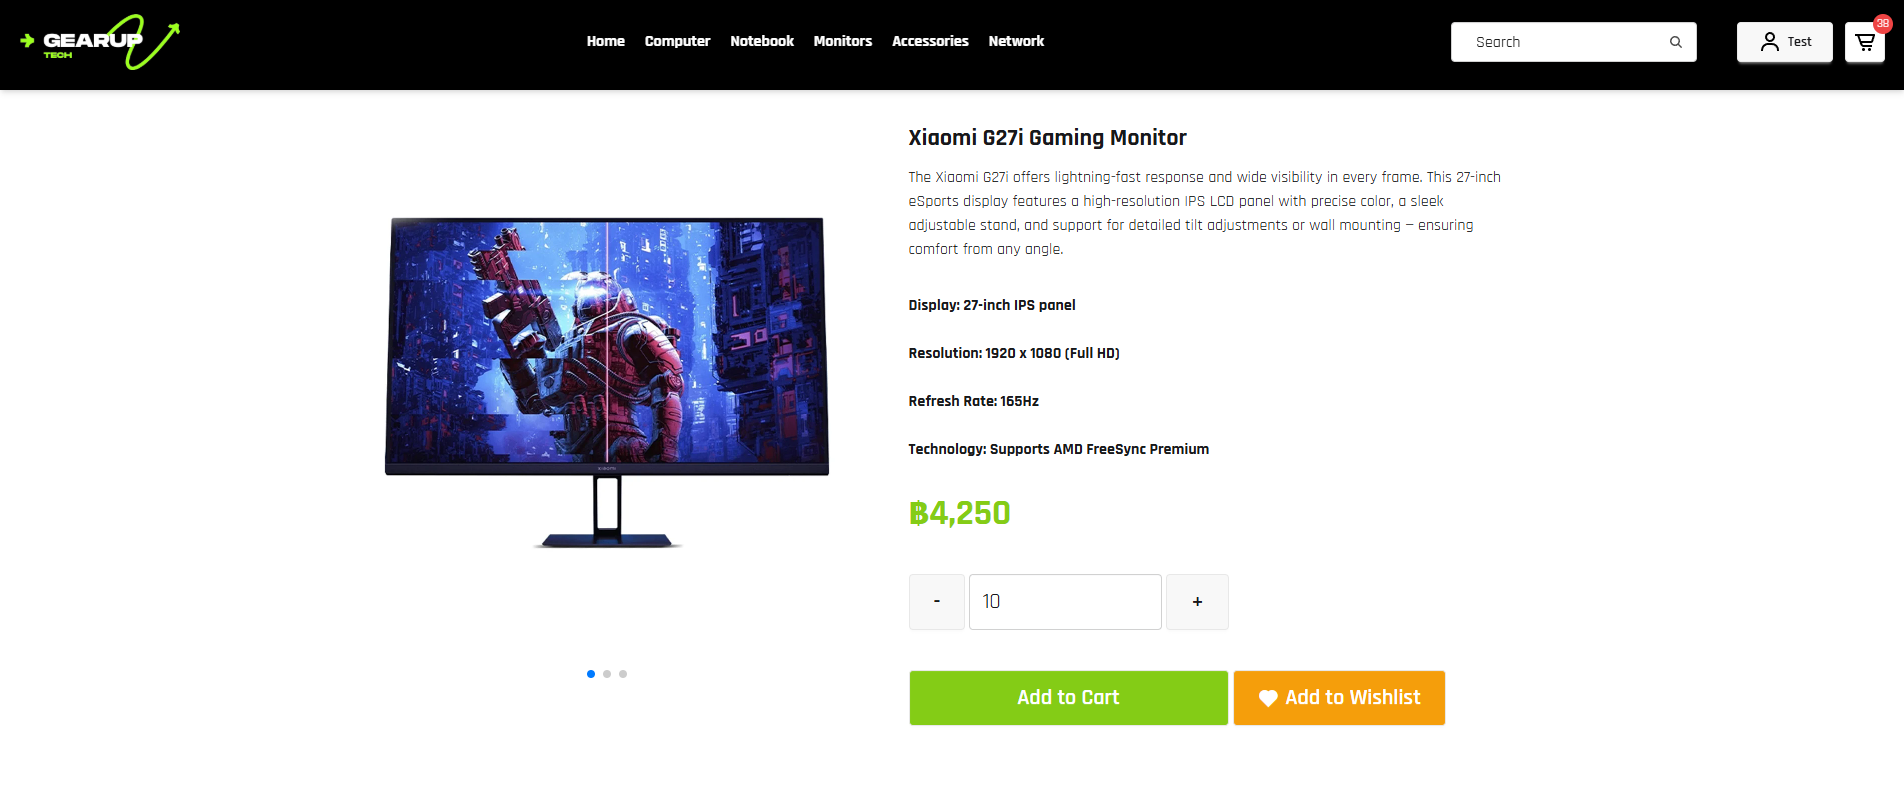 GEARUP
TECH
Home Computer Notebook Monitors Accessories Network
Search
Test
38
Xiaomi G27i Gaming Monitor
The Xiaomi G27i offers lightning-fast response and wide visibility in every frame. This 27-inch
eSports display features a high-resolution IPS LCD panel with precise color, a sleek
adjustable stand, and support for detailed tilt adjustments or wall mounting – ensuring
comfort from any angle.
Display: 27-inch IPS panel
Resolution: 1920 x 1080 (Full HD)
Refresh Rate: 165Hz
Technology: Supports AMD FreeSync Premium
฿4,250
- 10 +
Add to Cart
Add to Wishlist
xiaomi